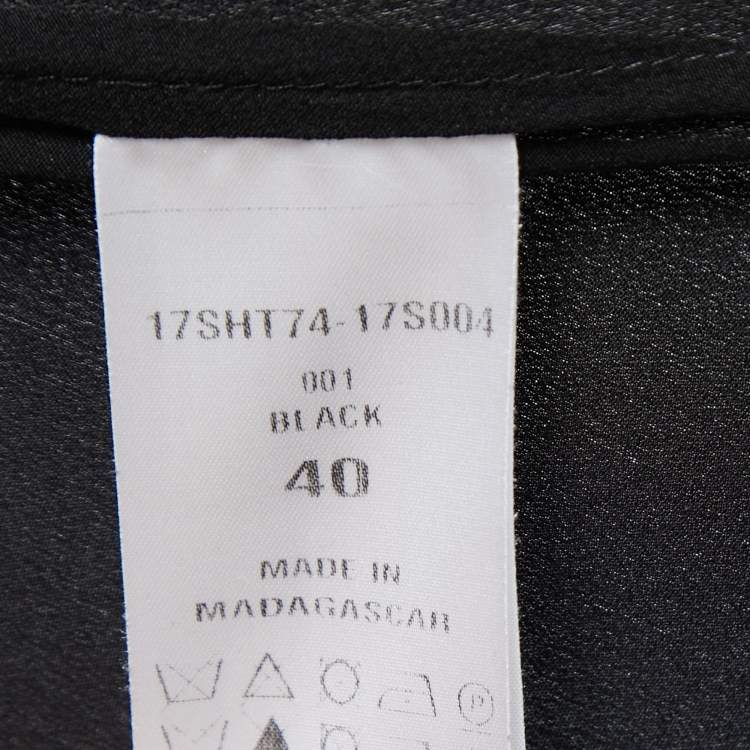 17SHT74-17S004
001
BLACK
40
MADE IN
MADAGASCAR
P